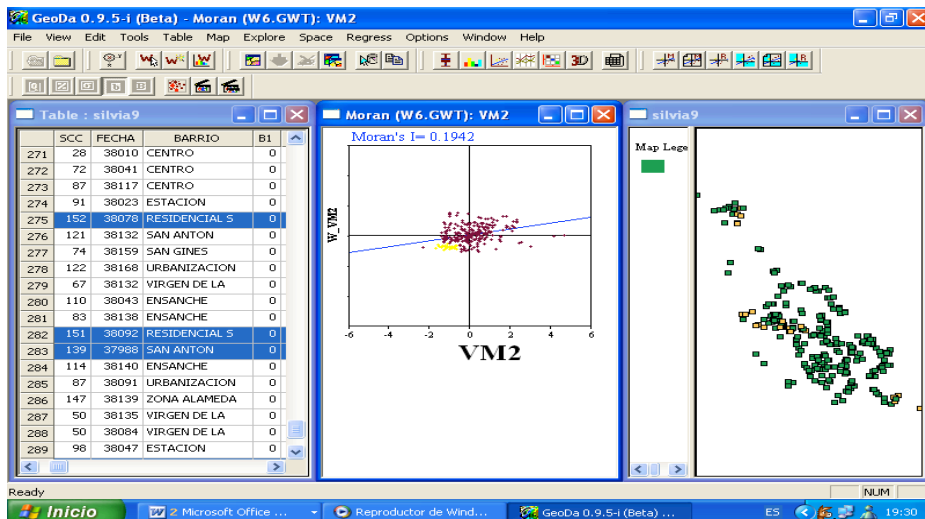 GeoDa 0.9.5-i (Beta) - Moran (W6.GWT): VM2
File View Edit Tools Table Map Explore Space Regress Options Window Help
3D
Table : silvia9
SCC FECHA BARRIO B1
271 28 38010 CENTRO 0
272 72 38041 CENTRO 0
273 87 38117 CENTRO 0
274 91 38023 ESTACION 0
275 152 38078 RESIDENCIAL S 0
276 121 38132 SAN ANTON 0
277 74 38159 SAN GINES 0
278 122 38168 URBANIZACION 0
279 67 38132 VIRGEN DE LA 0
280 110 38043 ENSANCHE 0
281 83 38138 ENSANCHE 0
282 151 38092 RESIDENCIAL S 0
283 139 37988 SAN ANTON 0
284 114 38140 ENSANCHE 0
285 87 38091 URBANIZACION 0
286 147 38139 ZONA ALAMEDA 0
287 50 38135 VIRGEN DE LA 0
288 50 38084 VIRGEN DE LA 0
289 98 38047 ESTACION 0
Moran (W6.GWT): VM2
Moran's I= 0.1942
W_VM2
-6 -4 -2 0 2 4 6
VM2
silvia9
Map Lege
Ready
NUM
Inicio
2 Microsoft Office ...
Reproductor de Wind...
GeoDa 0.9.5-i (Beta) ...
ES
19:30